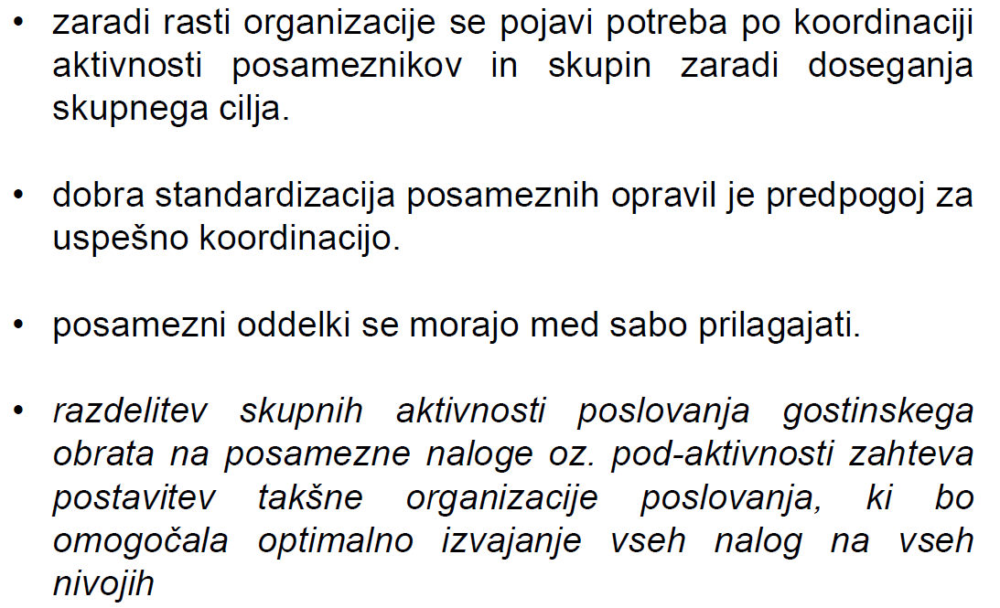 • zaradi rasti organizacije se pojavi potreba po koordinaciji
aktivnosti posameznikov in skupin zaradi doseganja
skupnega cilja.
• dobra standardizacija posameznih opravil je predpogoj za
uspešno koordinacijo.
• posamezni oddelki se morajo med sabo prilagajati.
• razdelitev skupnih aktivnosti poslovanja gostinskega
obrata na posamezne naloge oz. pod-aktivnosti zahteva
postavitev takšne organizacije poslovanja, ki bo
omogočala optimalno izvajanje vseh nalog na vseh
nivojih